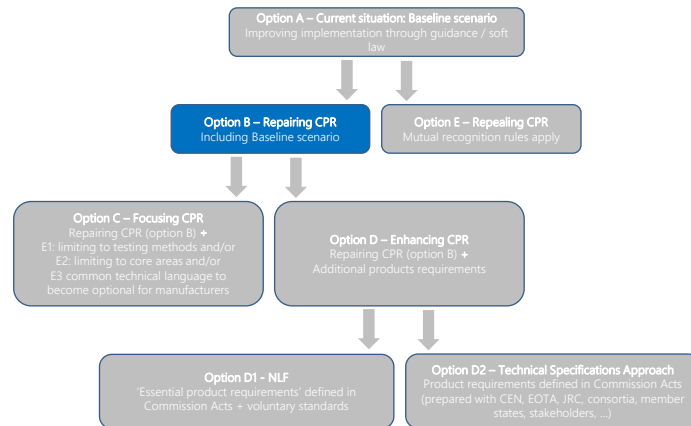 Option A – Current situation: Baseline scenario
Improving implementation through guidance / soft
law
Option B – Repairing CPR
Including Baseline scenario
Option E – Repealing CPR
Mutual recognition rules apply
Option C – Focusing CPR
Repairing CPR (option B) +
E1: limiting to testing methods and/or
E2: limiting to core areas and/or
E3 common technical language to
become optional for manufacturers
Option D – Enhancing CPR
Repairing CPR (option B) +
Additional products requirements
Option D1 - NLF
‘Essential product requirements’ defined in
Commission Acts + voluntary standards
Option D2 – Technical Specifications Approach
Product requirements defined in Commission Acts
(prepared with CEN, EOTA, JRC, consortia, member
states, stakeholders, ...)